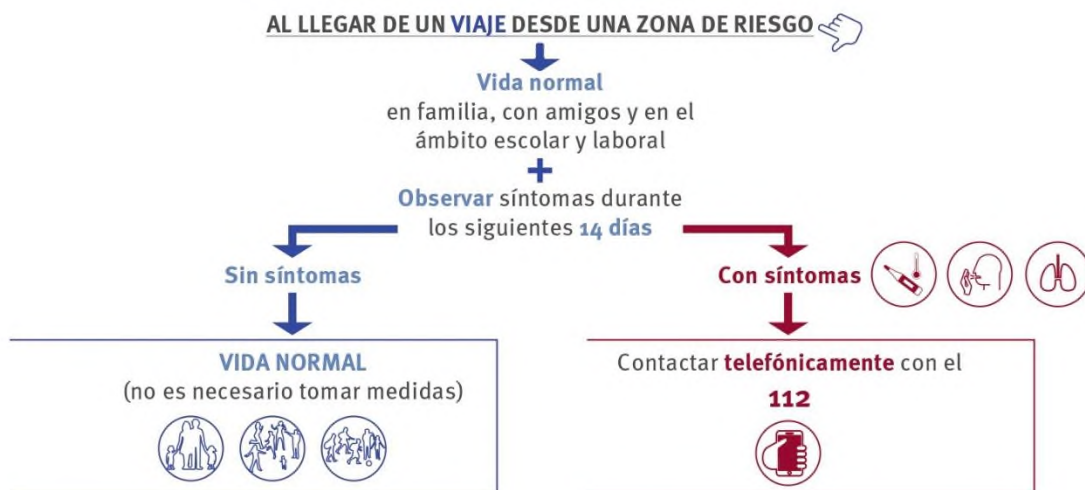 AL LLEGAR DE UN VIAJE DESDE UNA ZONA DE RIESGO
Vida normal
en familia, con amigos y en el
ámbito escolar y laboral
+
Observar síntomas durante
los siguientes 14 días
Sin síntomas
Con síntomas
VIDA NORMAL
(no es necesario tomar medidas)
Contactar telefónicamente con el
112